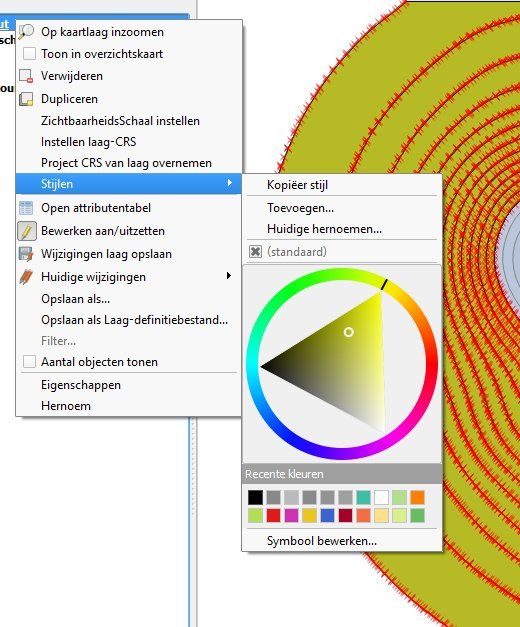 ut
Op kaartlaag inzoomen
sch
Toon in overzichtskaart
Verwijderen
ou
Dupliceren
ZichtbaarheidsSchaal instellen
Instellen laag-CRS
Project CRS van laag overnemen
Stijlen
Open attributentabel
Bewerken aan/uitzetten
Wijzigingen laag opslaan
Huidige wijzigingen
Opslaan als...
Opslaan als Laag-definitiebestand...
Filter...
Aantal objecten tonen
Eigenschappen
Hernoem
Kopiëer stijl
Toevoegen...
Huidige hernoemen...
(standaard)
Recente kleuren
Symbool bewerken...